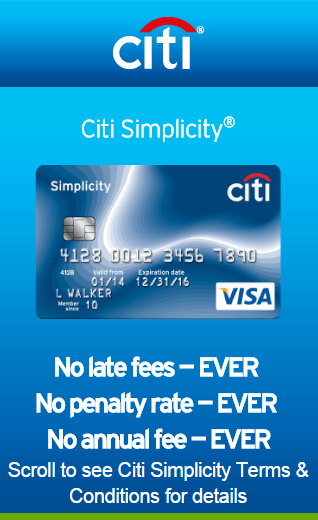 citi®
Citi Simplicity®
Simplicity
citi
4128 0012 3456 7890
4128 Valid from Expiration date
01/14 12/31/16
L WALKER
Member since 10
VISA
No late fees – EVER
No penalty rate – EVER
No annual fee – EVER
Scroll to see Citi Simplicity Terms &
Conditions for details